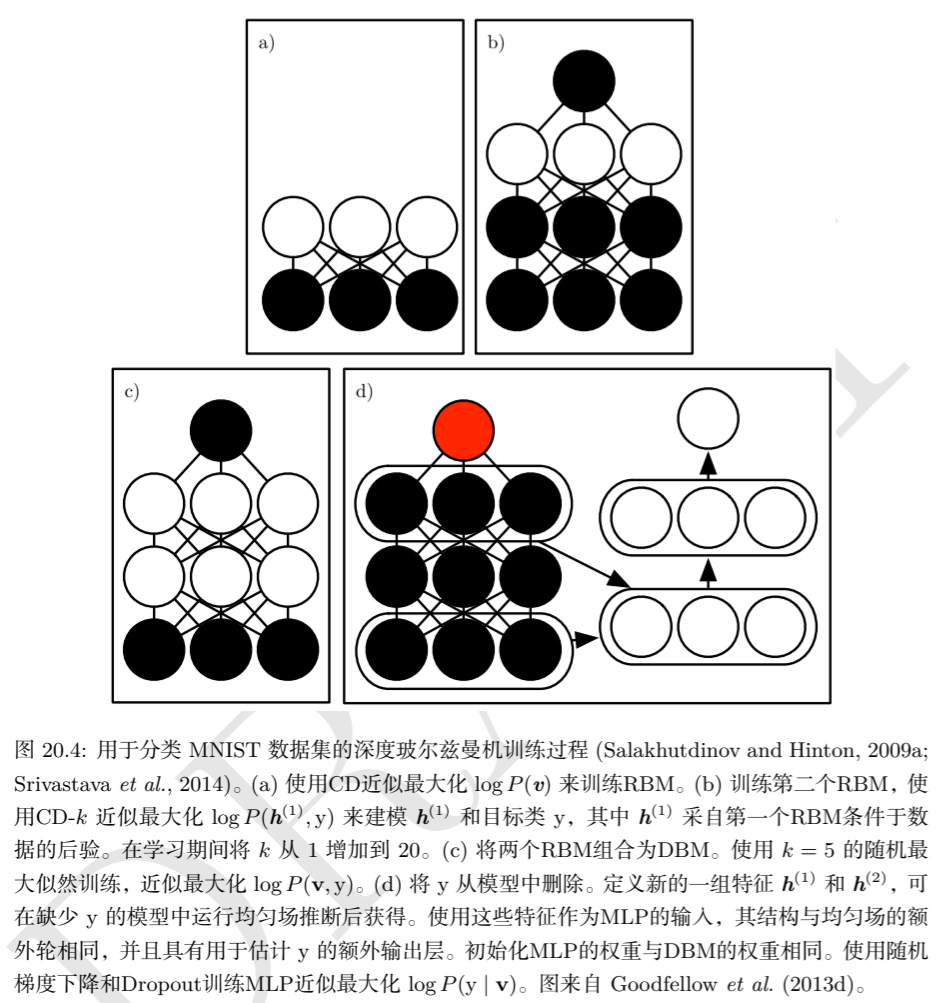 a)
b)
c)
d)
图 20.4: 用于分类 MNIST 数据集的深度玻尔兹曼机训练过程 (Salakhutdinov and Hinton, 2009a;
Srivastava et al., 2014)。(a) 使用CD近似最大化 log P(v) 来训练RBM。(b) 训练第二个RBM，使
用CD-k 近似最大化 log P(h⁽¹⁾, y) 来建模 h⁽¹⁾ 和目标类 y，其中 h⁽¹⁾ 采自第一个RBM条件于数
据的后验。在学习期间将 k 从 1 增加到 20。(c) 将两个RBM组合为DBM。使用 k = 5 的随机最
大似然训练，近似最大化 log P(v, y)。(d) 将 y 从模型中删除。定义新的一组特征 h⁽¹⁾ 和 h⁽²⁾，可
在缺少 y 的模型中运行均匀场推断后获得。使用这些特征作为MLP的输入，其结构与均匀场的额
外轮相同，并且具有用于估计 y 的额外输出层。初始化MLP的权重与DBM的权重相同。使用随机
梯度下降和Dropout训练MLP近似最大化 log P(y | v)。图来自 Goodfellow et al. (2013d)。